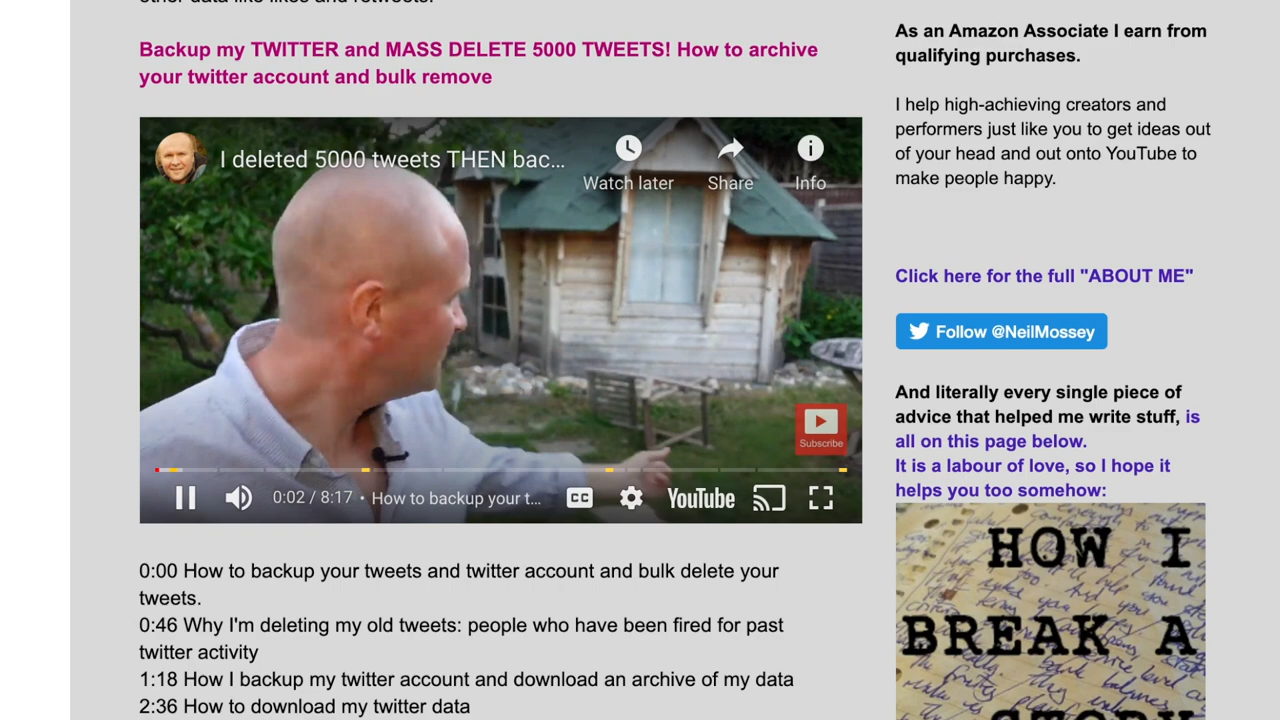 Backup my TWITTER and MASS DELETE 5000 TWEETS! How to archive
your twitter account and bulk remove
I deleted 5000 tweets THEN bac...
Watch later
Share
Info
Subscribe
0:02 / 8:17 • How to backup your t...
CC
YouTube
0:00 How to backup your tweets and twitter account and bulk delete your
tweets.
0:46 Why I'm deleting my old tweets: people who have been fired for past
twitter activity
1:18 How I backup my twitter account and download an archive of my data
2:36 How to download my twitter data
As an Amazon Associate I earn from
qualifying purchases.
I help high-achieving creators and
performers just like you to get ideas out
of your head and out onto YouTube to
make people happy.
Click here for the full "ABOUT ME"
Follow @NeilMossey
And literally every single piece of
advice that helped me write stuff, is
all on this page below.
It is a labour of love, so I hope it
helps you too somehow:
HOW I
BREAK A